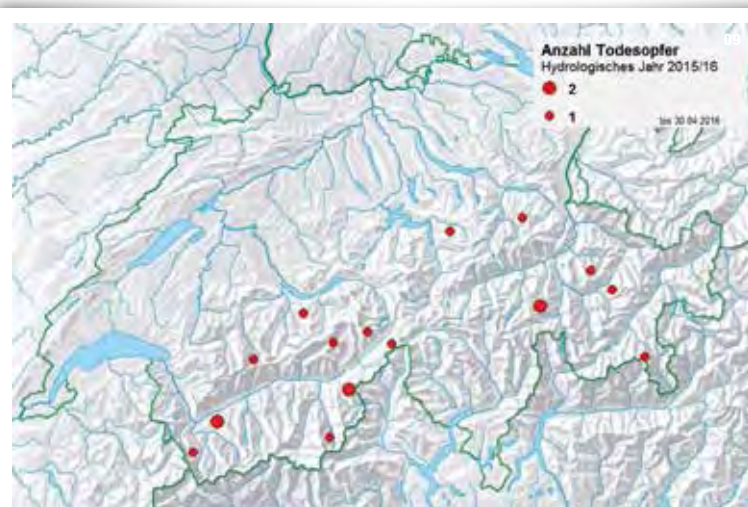 Anzahl Todesopfer
Hydrologisches Jahr 2015/16
2
1
bis 30.04.2016